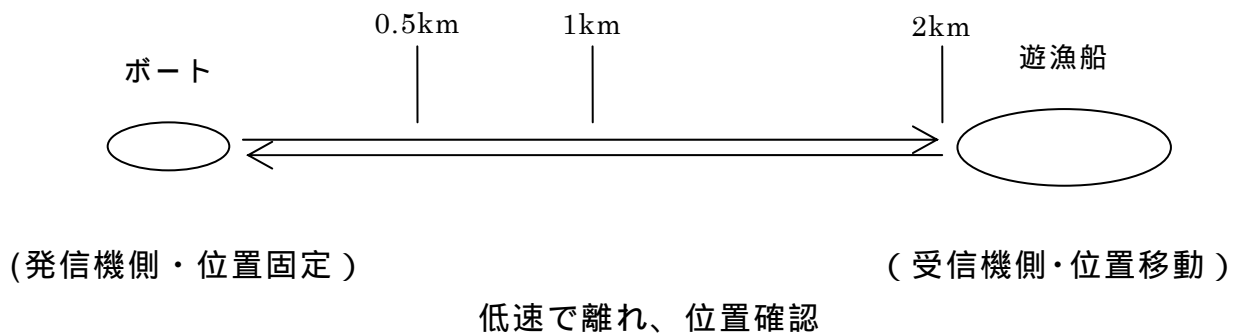 0.5km 1km 2km
ボート 遊漁船
(発信機側・位置固定) (受信機側・位置移動)
低速で離れ、位置確認